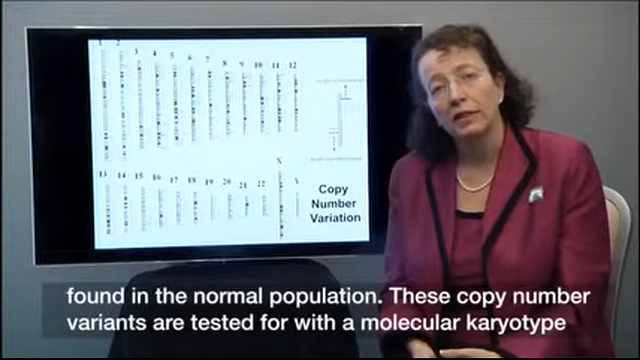 1 2 3 4 5 6 7 8 9 10 11 12
13 14 15 16 17 18 19 20 21 22 X Y
Copy
Number
Variation
found in the normal population. These copy number
variants are tested for with a molecular karyotype